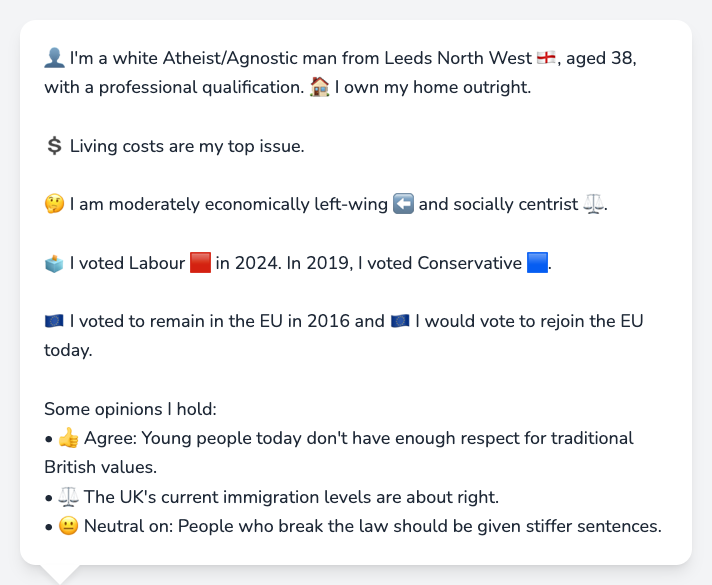 👤 I'm a white Atheist/Agnostic man from Leeds North West 🏴󠁧󠁢󠁥󠁮󠁧󠁿, aged 38,
with a professional qualification. 🏠 I own my home outright.
💲 Living costs are my top issue.
🤔 I am moderately economically left-wing ⬅️ and socially centrist ⚖️.
🗳️ I voted Labour 🟥 in 2024. In 2019, I voted Conservative 🟦.
🇪🇺 I voted to remain in the EU in 2016 and 🇪🇺 I would vote to rejoin the EU
today.
Some opinions I hold:
• 👍 Agree: Young people today don't have enough respect for traditional
British values.
• ⚖️ The UK's current immigration levels are about right.
• 😐 Neutral on: People who break the law should be given stiffer sentences.